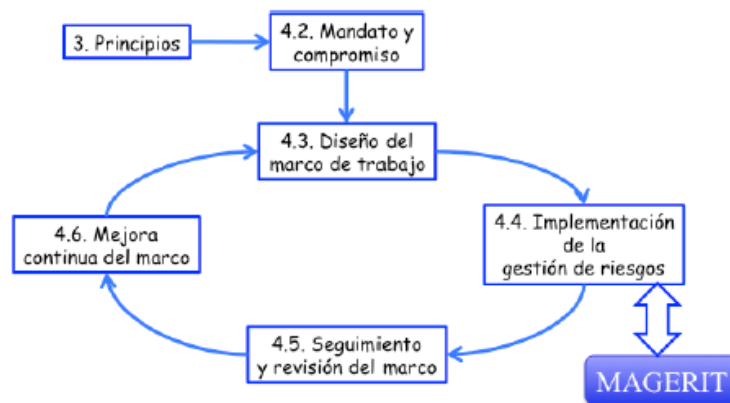 3. Principios
4.2. Mandato y
compromiso
4.3. Diseño del
marco de trabajo
4.4. Implementación
de la
gestión de riesgos
4.5. Seguimiento
y revisión del marco
4.6. Mejora
continua del marco
MAGERIT